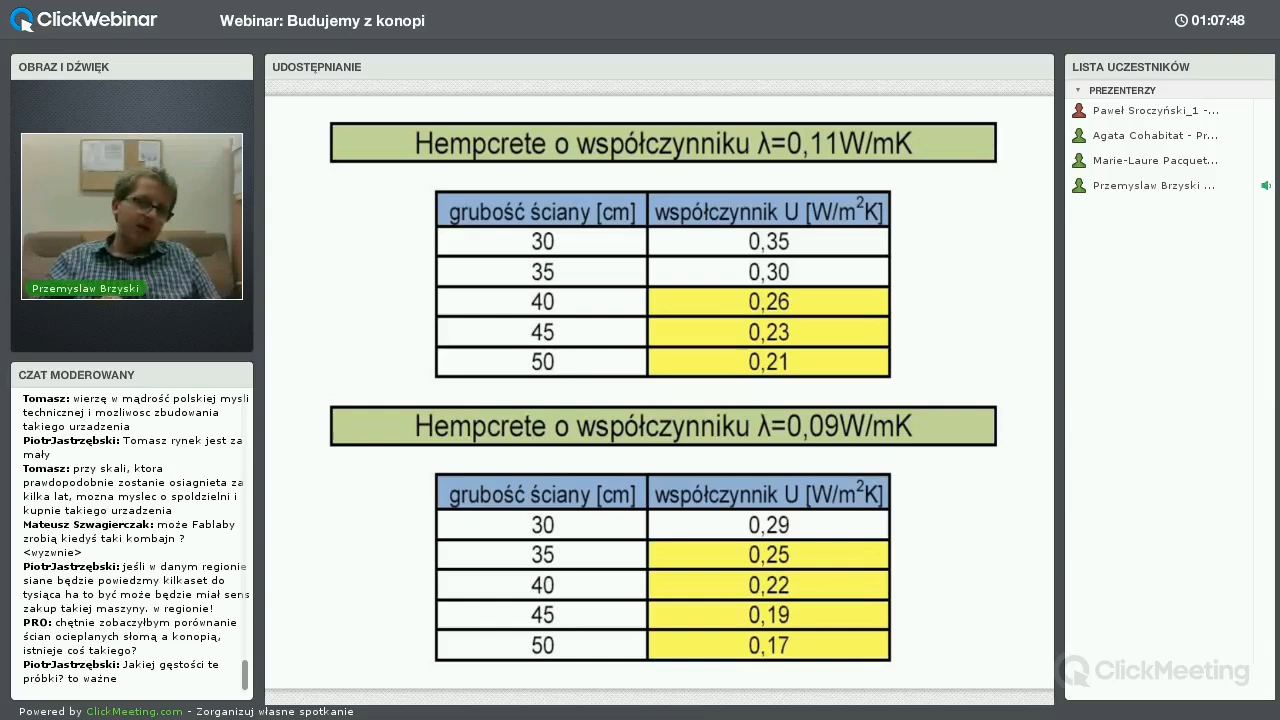 ClickWebinar
Webinar: Budujemy z konopi
01:07:48
OBRAZ I DŹWIĘK
Przemyslaw Brzyski
CZAT MODEROWANY
Tomasz: wierzę w mądrość polskiej mysli
technicznej i mozliwosc zbudowania
takiego urzadzenia
PiotrJastrzębski: Tomasz rynek jest za
mały
Tomasz: przy skali, ktora
prawdopodobnie zostanie osiagnieta za
kilka lat, mozna myslec o spoldzielni i
kupnie takiego urzadzenia
Mateusz Szwagierczak: może Fablaby
zrobią kiedyś taki kombajn ?
<wyzwnie>
PiotrJastrzębski: jeśli w danym regionie
siane będzie powiedzmy kilkaset do
tysiąca ha to być może będzie miał sens
zakup takiej maszyny. w regionie!
PRO: chętnie zobaczyłbym porównanie
ścian ocieplanych słomą a konopią,
istnieje coś takiego?
PiotrJastrzębski: Jakiej gęstości te
próbki? to ważne
UDOSTĘPNIANIE
Hempcrete o współczynniku λ=0,11W/mK
grubość ściany [cm] współczynnik U [W/m²K]
30 0,35
35 0,30
40 0,26
45 0,23
50 0,21
Hempcrete o współczynniku λ=0,09W/mK
grubość ściany [cm] współczynnik U [W/m²K]
30 0,29
35 0,25
40 0,22
45 0,19
50 0,17
LISTA UCZESTNIKÓW
PREZENTERZY
Paweł Sroczyński_1 -...
Agata Cohabitat - Pr...
Marie-Laure Pacquet...
Przemyslaw Brzyski ...
ClickMeeting
Powered by ClickMeeting.com - Zorganizuj własne spotkanie